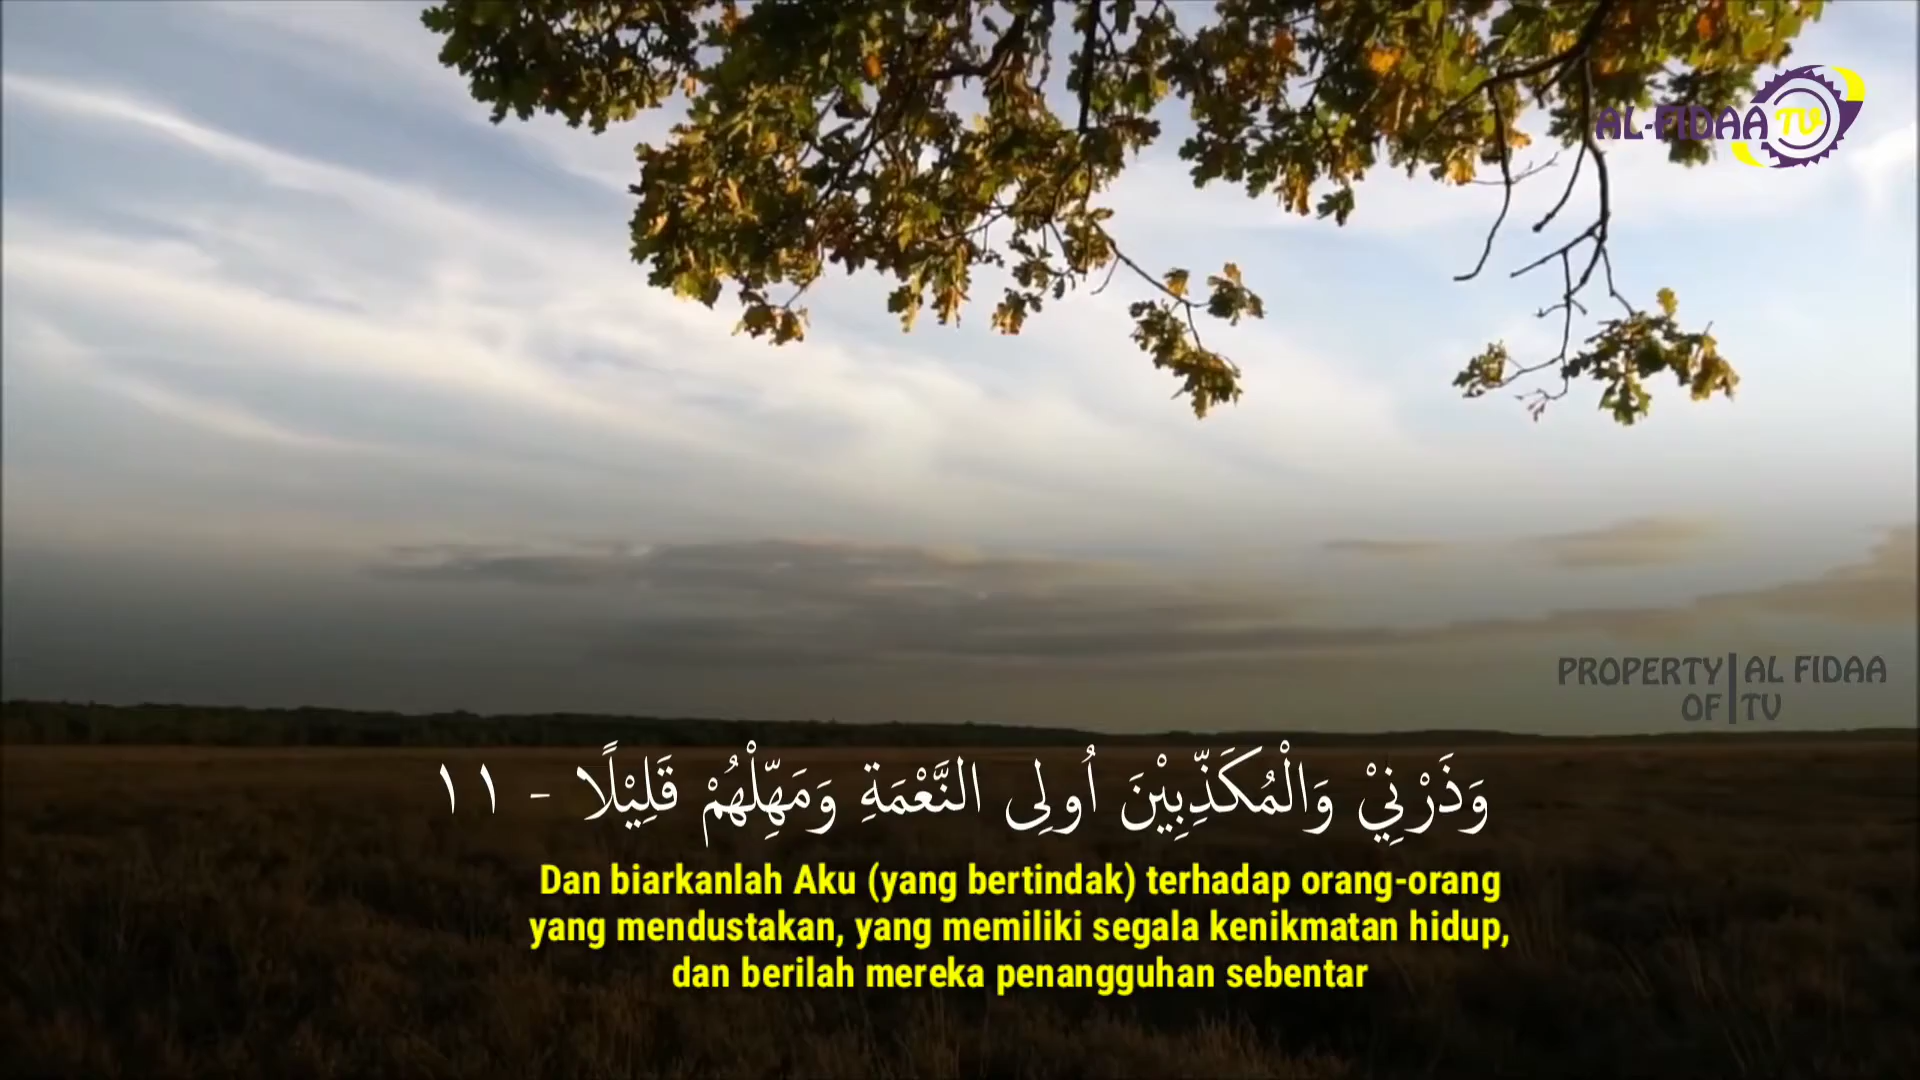 AL-FIDAA TV
PROPERTY OF
AL FIDAA TV
وَذَرْنِيْ وَالْمُكَذِّبِيْنَ اُولِى النَّعْمَةِ وَمَهِّلْهُمْ قَلِيْلًا - ١١
Dan biarkanlah Aku (yang bertindak) terhadap orang-orang
yang mendustakan, yang memiliki segala kenikmatan hidup,
dan berilah mereka penangguhan sebentar